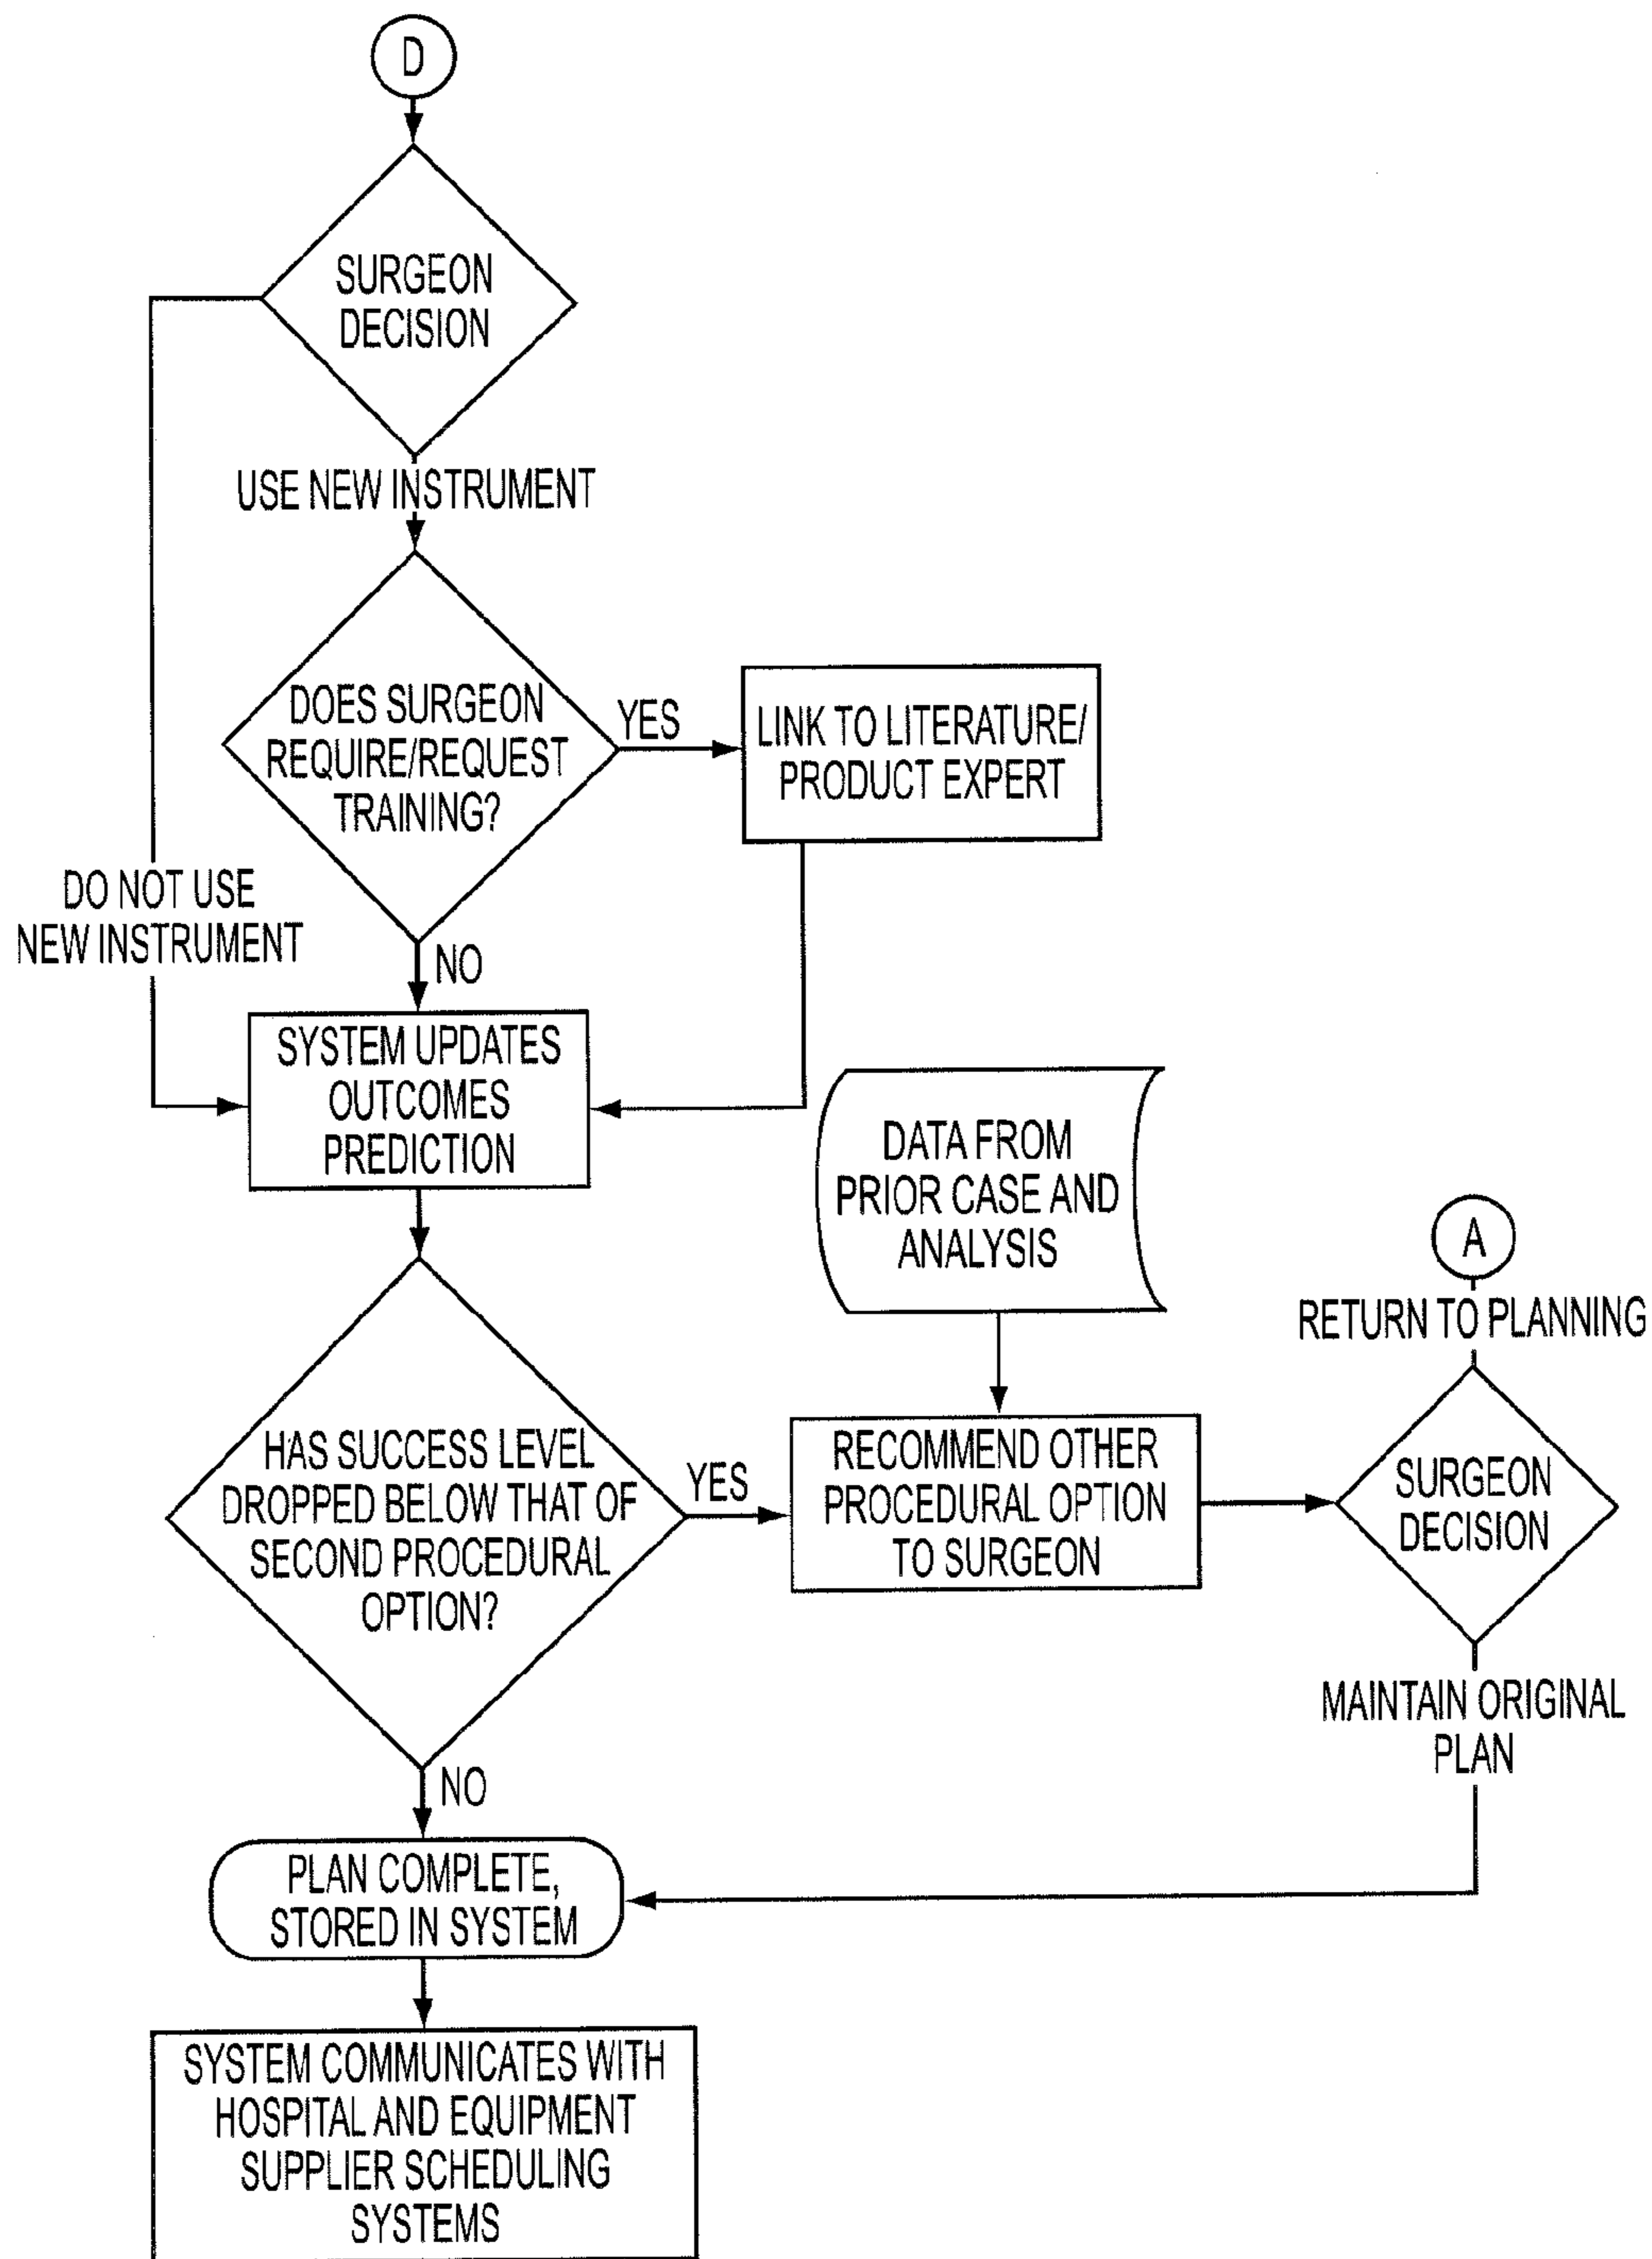 D
SURGEON
DECISION
USE NEW INSTRUMENT
DOES SURGEON
REQUIRE/REQUEST
TRAINING?
YES
LINK TO LITERATURE/
PRODUCT EXPERT
DO NOT USE
NEW INSTRUMENT
NO
SYSTEM UPDATES
OUTCOMES
PREDICTION
DATA FROM
PRIOR CASE AND
ANALYSIS
A
RETURN TO PLANNING
HAS SUCCESS LEVEL
DROPPED BELOW THAT OF
SECOND PROCEDURAL
OPTION?
YES
RECOMMEND OTHER
PROCEDURAL OPTION
TO SURGEON
SURGEON
DECISION
MAINTAIN ORIGINAL
PLAN
NO
PLAN COMPLETE,
STORED IN SYSTEM
SYSTEM COMMUNICATES WITH
HOSPITAL AND EQUIPMENT
SUPPLIER SCHEDULING
SYSTEMS